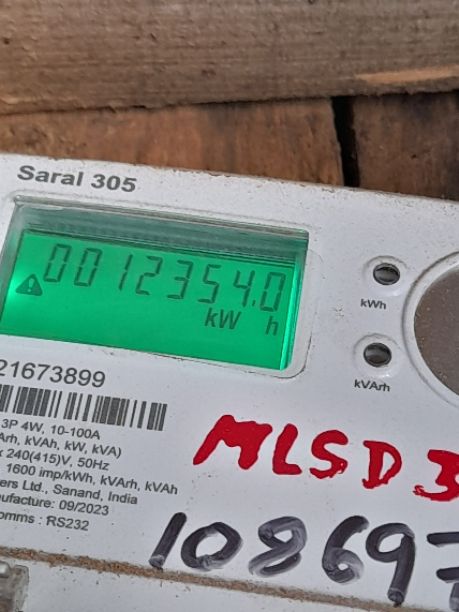 Saral 305
0012354.0
kW h
kWh
kVArh
21673899
3P 4W, 10-100A
Arh, kVAh, kW, kVA)
x 240(415)V, 50Hz
1600 imp/kWh, kVArh, kVAh
ers Ltd., Sanand, India
ufacture: 09/2023
omms : RS232
MLSD3
108697